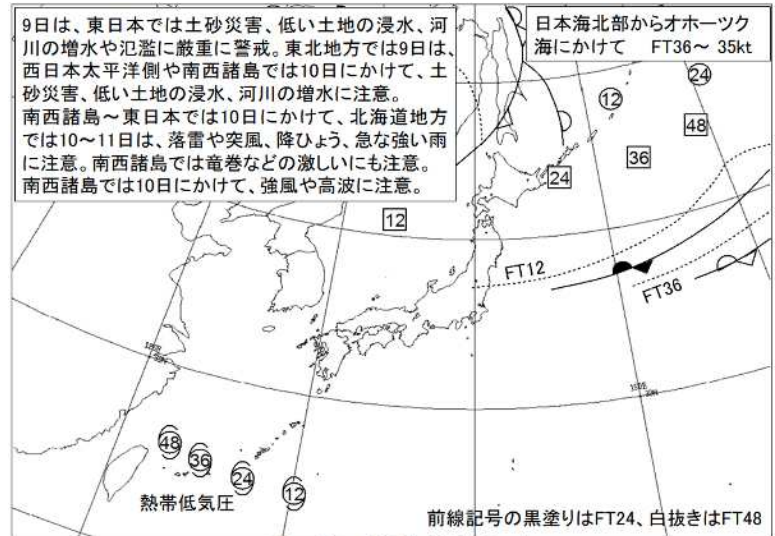 9日は、東日本では土砂災害、低い土地の浸水、河
川の増水や氾濫に厳重に警戒。東北地方では9日は、
西日本太平洋側や南西諸島では10日にかけて、土
砂災害、低い土地の浸水、河川の増水に注意。
南西諸島～東日本では10日にかけて、北海道地方
では10～11日は、落雷や突風、降ひょう、急な強い雨
に注意。南西諸島では竜巻などの激しいにも注意。
南西諸島では10日にかけて、強風や高波に注意。
日本海北部からオホーツク
海にかけて　FT36～ 35kt
24
12
48
36
24
12
FT12
FT36
48
36
24
12
熱帯低気圧
前線記号の黒塗りはFT24、白抜きはFT48